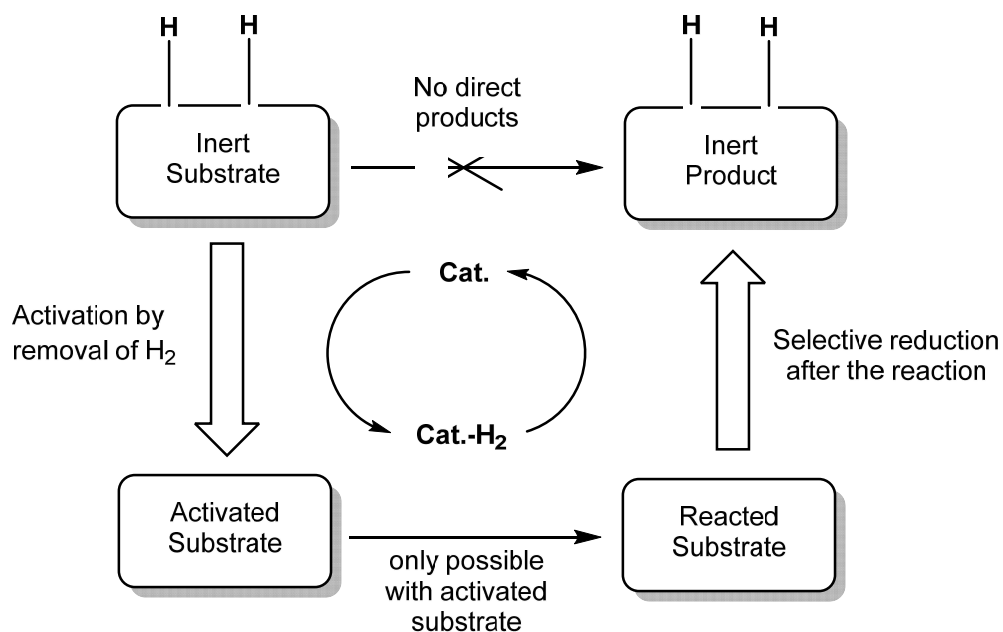 H H
H H
Inert
Substrate
No direct
products
Inert
Product
Activation by
removal of H₂
Cat.
Cat.-H₂
Selective reduction
after the reaction
Activated
Substrate
only possible
with activated
substrate
Reacted
Substrate